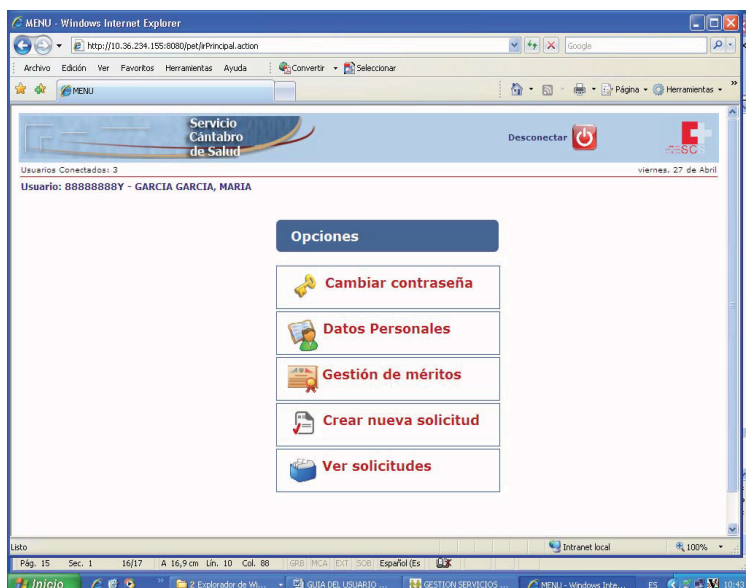 MENU - Windows Internet Explorer
http://10.36.234.155:8080/pet/irPrincipal.action
Google
Archivo Edición Ver Favoritos Herramientas Ayuda Convertir Seleccionar
MENU Página Herramientas
Servicio
Cántabro
de Salud
Desconectar
SCS
Usuarios Conectados: 3 viernes, 27 de Abril
Usuario: 88888888Y - GARCIA GARCIA, MARIA
Opciones
Cambiar contraseña
Datos Personales
Gestión de méritos
Crear nueva solicitud
Ver solicitudes
Listo Intranet local 100%
Pág. 15 Sec. 1 16/17 A 16,9 cm Lín. 10 Col. 88 GRB MCA EXT SOB Español (Es
Inicio 2 Explorador de Wi... GUIA DEL USUARIO ... GESTION SERVICIOS ... MENU - Windows Inte... ES 10:43